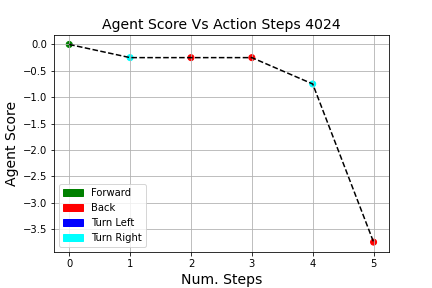 Agent Score Vs Action Steps 4024
Agent Score
0.0
−0.5
−1.0
−1.5
−2.0
−2.5
−3.0
−3.5
Forward
Back
Turn Left
Turn Right
0 1 2 3 4 5
Num. Steps